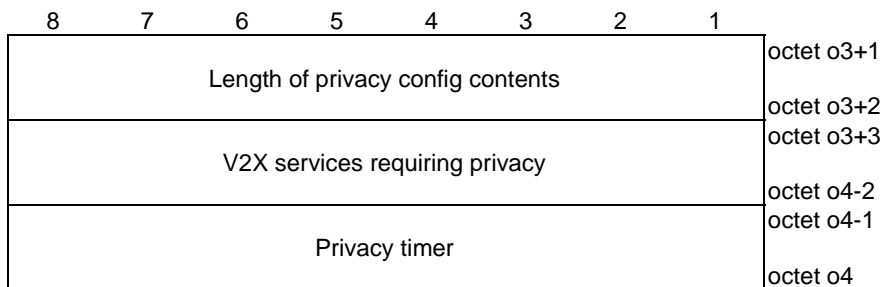 8 7 6 5 4 3 2 1
octet o3+1
Length of privacy config contents
octet o3+2
octet o3+3
V2X services requiring privacy
octet o4-2
octet o4-1
Privacy timer
octet o4